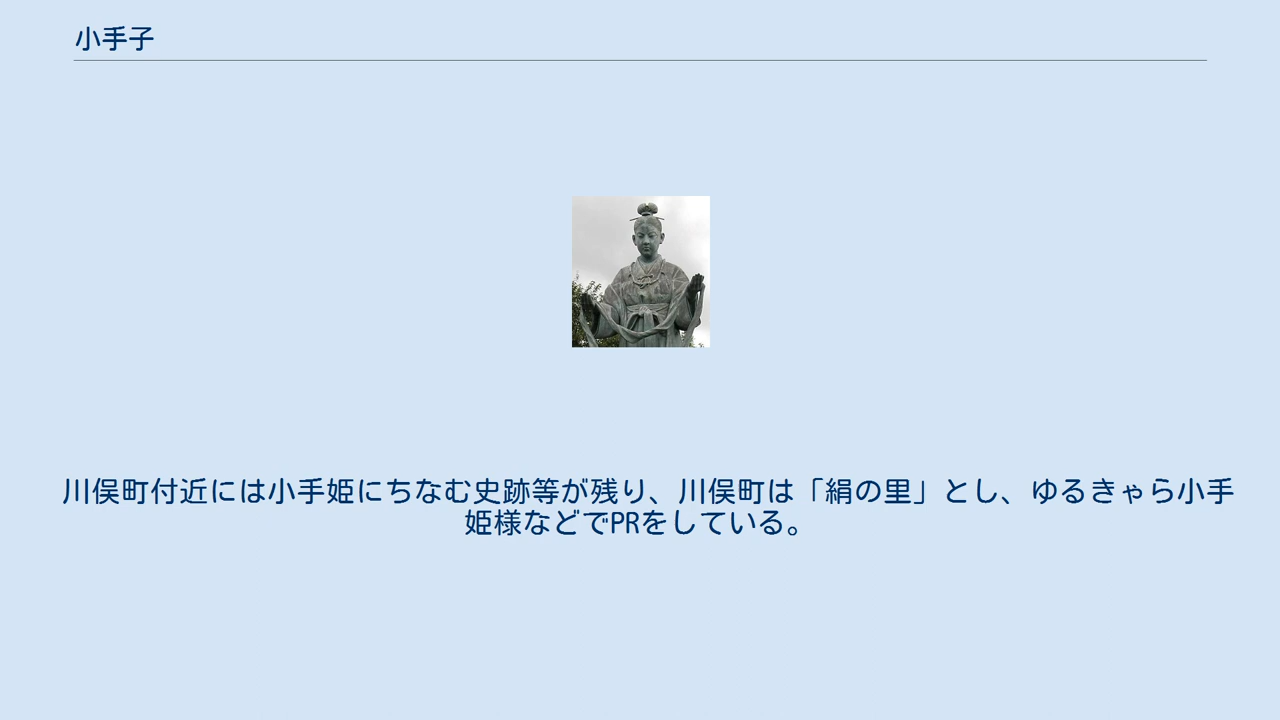 小手子
川俣町付近には小手姫にちなむ史跡等が残り、川俣町は「絹の里」とし、ゆるきゃら小手
姫様などでPRをしている。